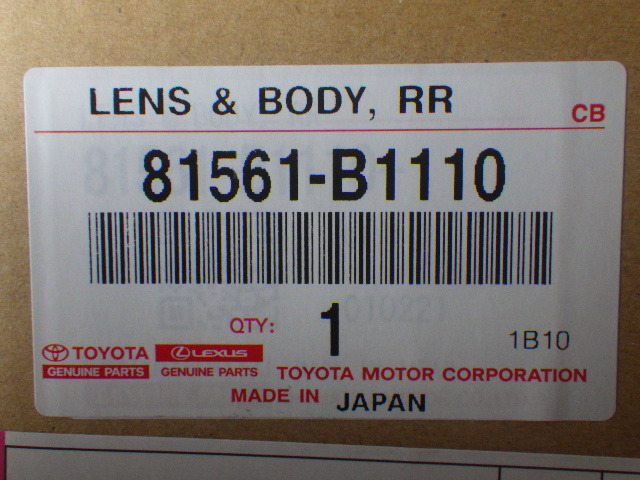 LENS & BODY, RR
CB
81561-B1110
QTY: 1
1B10
TOYOTA
GENUINE PARTS
LEXUS
GENUINE PARTS
TOYOTA MOTOR CORPORATION
MADE IN JAPAN